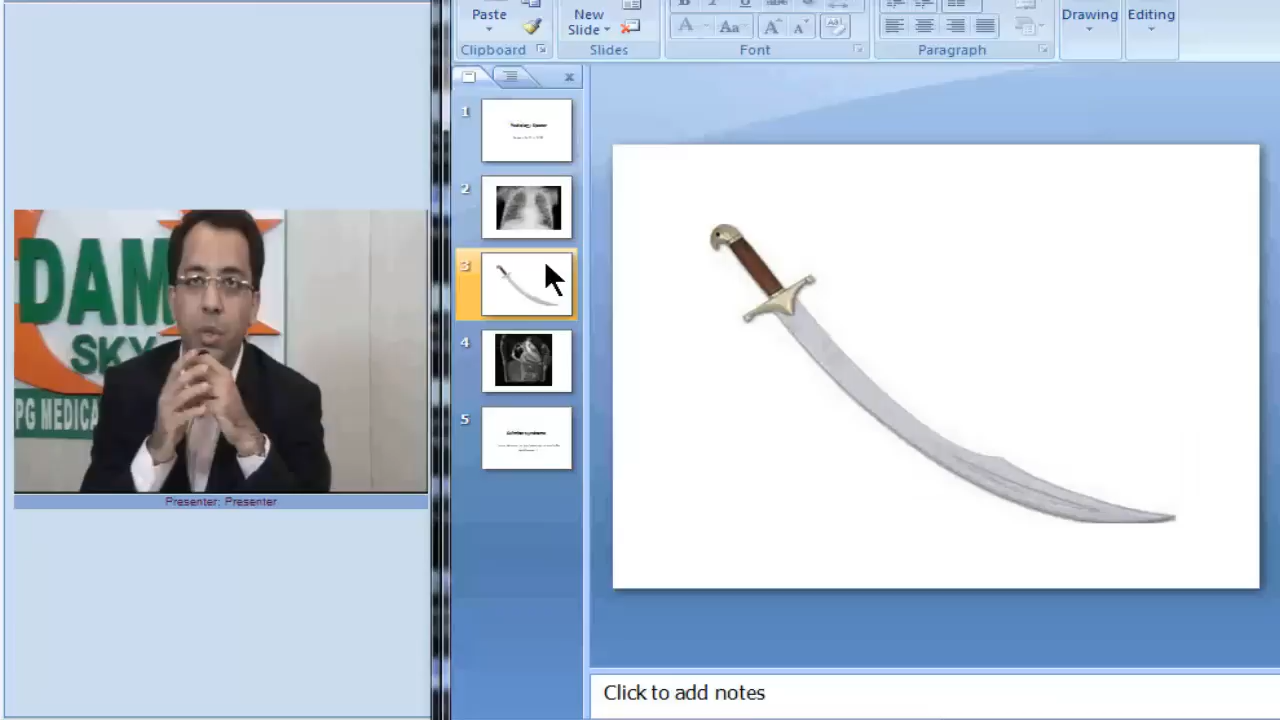 Paste
New
Slide
Drawing
Editing
Clipboard
Slides
Font
Paragraph
Aa
1
2
3
4
5
DAM
SKY
PG MEDICA
Presenter: Presenter
Click to add notes